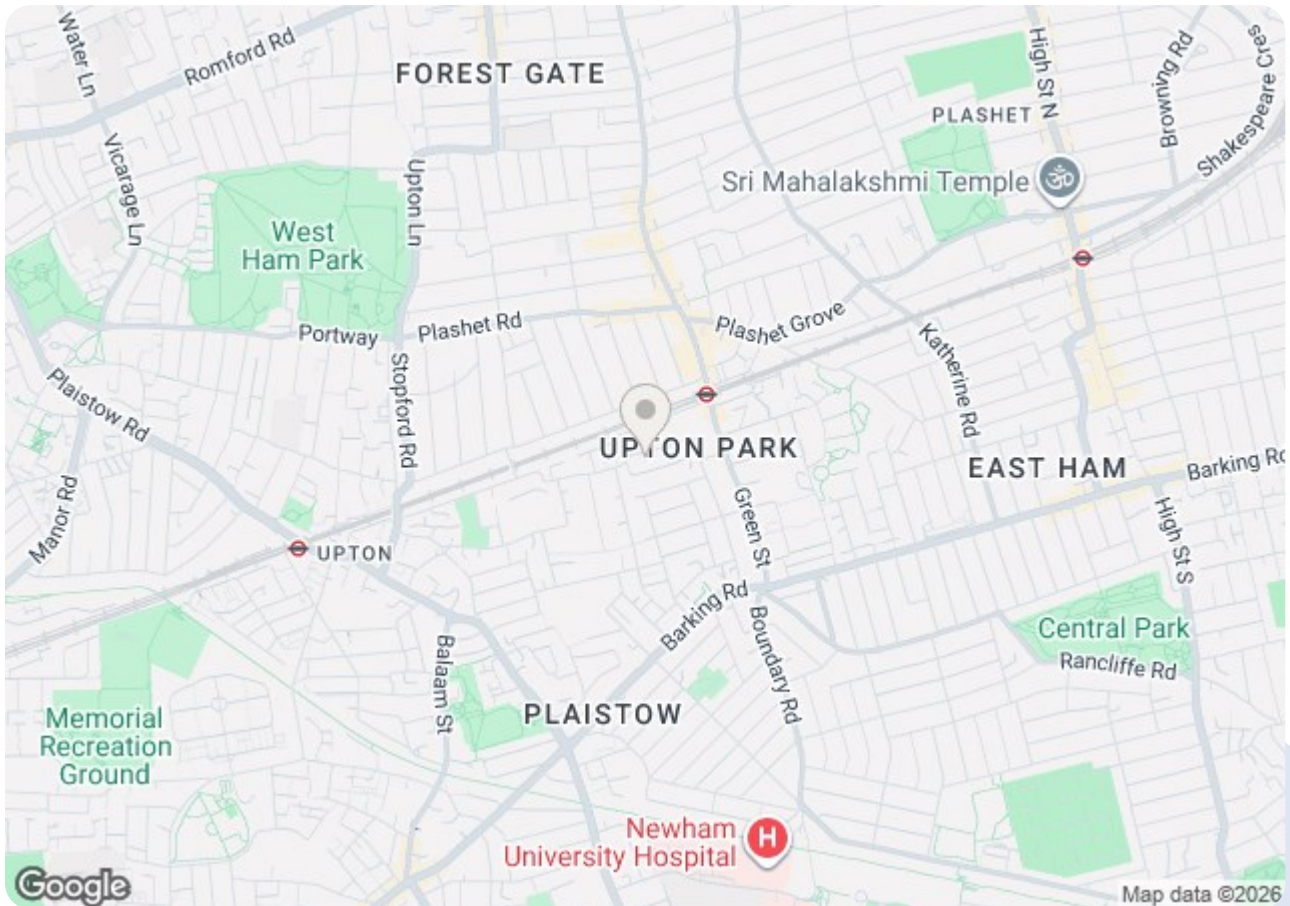 Water Ln
Romford Rd
FOREST GATE
High St N
Browning Rd
Shakespeare Cres
PLASHET
Vicarage Ln
Upton Ln
Sri Mahalakshmi Temple
West
Ham Park
Portway
Plashet Rd
Plashet Grove
Katherine Rd
Stopford Rd
Plaistow Rd
UPTON PARK
EAST HAM
Barking Rd
Manor Rd
Green St
High St S
UPTON
Barking Rd
Boundary Rd
Central Park
Rancliffe Rd
Balaam St
PLAISTOW
Memorial
Recreation
Ground
Newham
University Hospital
H
Google
Map data ©2026